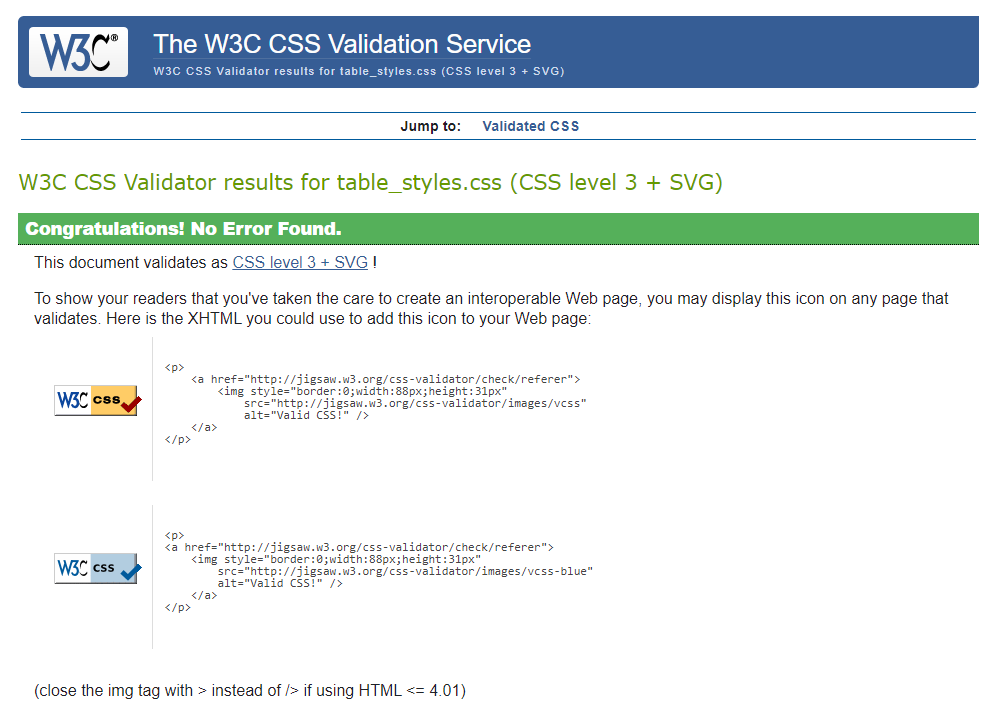 W3C®
The W3C CSS Validation Service
W3C CSS Validator results for table_styles.css (CSS level 3 + SVG)
Jump to: Validated CSS
W3C CSS Validator results for table_styles.css (CSS level 3 + SVG)
Congratulations! No Error Found.
This document validates as CSS level 3 + SVG !
To show your readers that you've taken the care to create an interoperable Web page, you may display this icon on any page that
validates. Here is the XHTML you could use to add this icon to your Web page:
W3C css
<p>
<a href="http://jigsaw.w3.org/css-validator/check/referer">
<img style="border:0;width:88px;height:31px"
src="http://jigsaw.w3.org/css-validator/images/vcss"
alt="Valid CSS!" />
</a>
</p>
W3C css
<p>
<a href="http://jigsaw.w3.org/css-validator/check/referer">
<img style="border:0;width:88px;height:31px"
src="http://jigsaw.w3.org/css-validator/images/vcss-blue"
alt="Valid CSS!" />
</a>
</p>
(close the img tag with > instead of /> if using HTML <= 4.01)